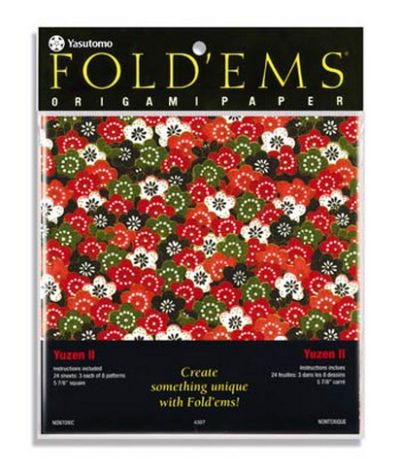 Yasutomo
FOLD'EMS®
ORIGAMI PAPER
Yuzen II
Instructions included
24 sheets: 3 each of 8 patterns
5 7/8" square
Create
something unique
with Fold'ems!
Yuzen II
Instructions inclues
24 feuilles: 3 dans les 8 dessins
5 7/8" carré
NONTOXIC
4307
NONTOXIQUE